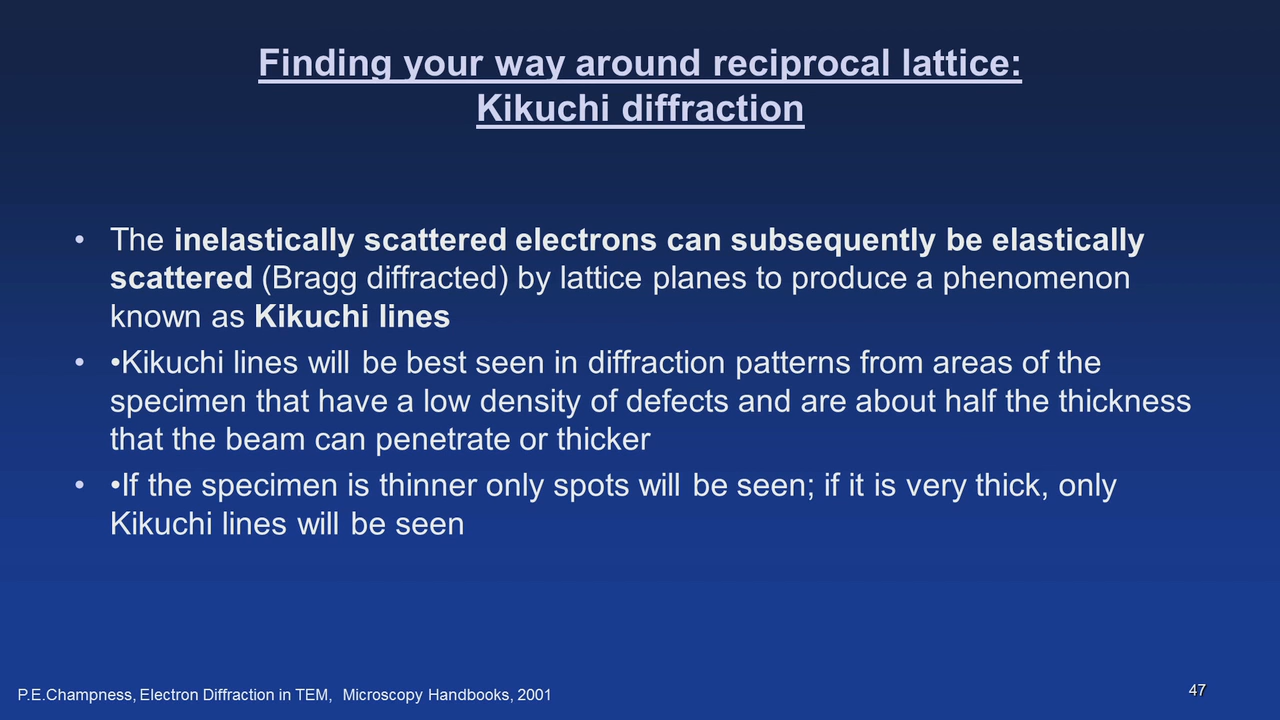 Finding your way around reciprocal lattice:
Kikuchi diffraction
• The inelastically scattered electrons can subsequently be elastically
scattered (Bragg diffracted) by lattice planes to produce a phenomenon
known as Kikuchi lines
• •Kikuchi lines will be best seen in diffraction patterns from areas of the
specimen that have a low density of defects and are about half the thickness
that the beam can penetrate or thicker
• •If the specimen is thinner only spots will be seen; if it is very thick, only
Kikuchi lines will be seen
P.E.Champness, Electron Diffraction in TEM, Microscopy Handbooks, 2001
47